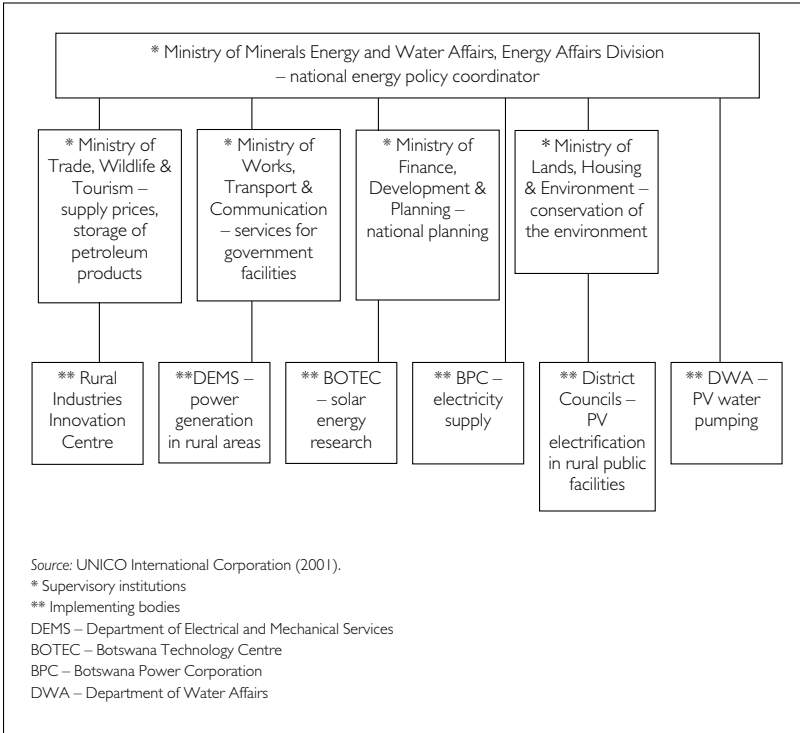 * Ministry of Minerals Energy and Water Affairs, Energy Affairs Division
– national energy policy coordinator
* Ministry of
Trade, Wildlife &
Tourism –
supply prices,
storage of
petroleum
products
* Ministry of
Works,
Transport &
Communication
– services for
government
facilities
* Ministry of
Finance,
Development &
Planning –
national planning
* Ministry of
Lands, Housing
& Environment –
conservation of
the environment
** Rural
Industries
Innovation
Centre
**DEMS –
power
generation
in rural areas
** BOTEC
– solar
energy
research
** BPC –
electricity
supply
** District
Councils –
PV
electrification
in rural public
facilities
** DWA –
PV water
pumping
Source: UNICO International Corporation (2001).
* Supervisory institutions
** Implementing bodies
DEMS – Department of Electrical and Mechanical Services
BOTEC – Botswana Technology Centre
BPC – Botswana Power Corporation
DWA – Department of Water Affairs